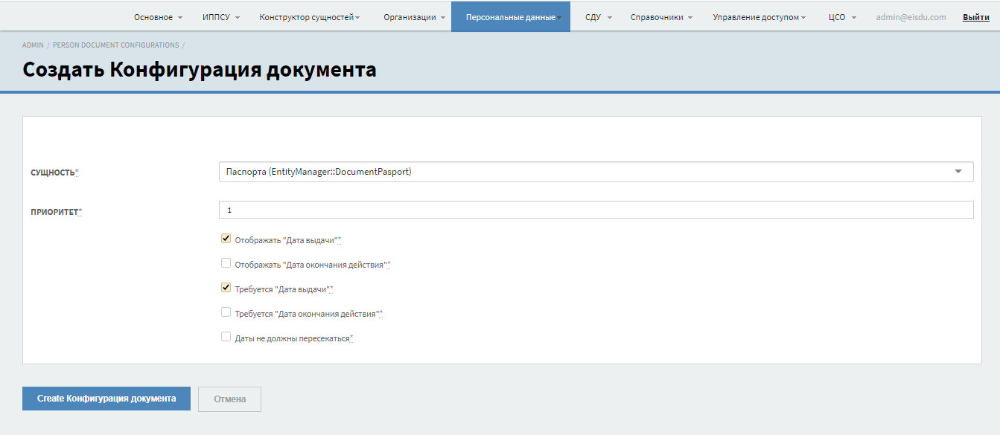 Основное ИППСУ Конструктор сущностей Организации Персональные данные СДУ Справочники Управление доступом ЦСО admin@eisdu.com Выйти
ADMIN / PERSON DOCUMENT CONFIGURATIONS /
Создать Конфигурация документа
СУЩНОСТЬ* Паспорта (EntityManager::DocumentPasport)
ПРИОРИТЕТ* 1
Отображать "Дата выдачи"*
Отображать "Дата окончания действия"*
Требуется "Дата выдачи"*
Требуется "Дата окончания действия"*
Даты не должны пересекаться*
Create Конфигурация документа Отмена